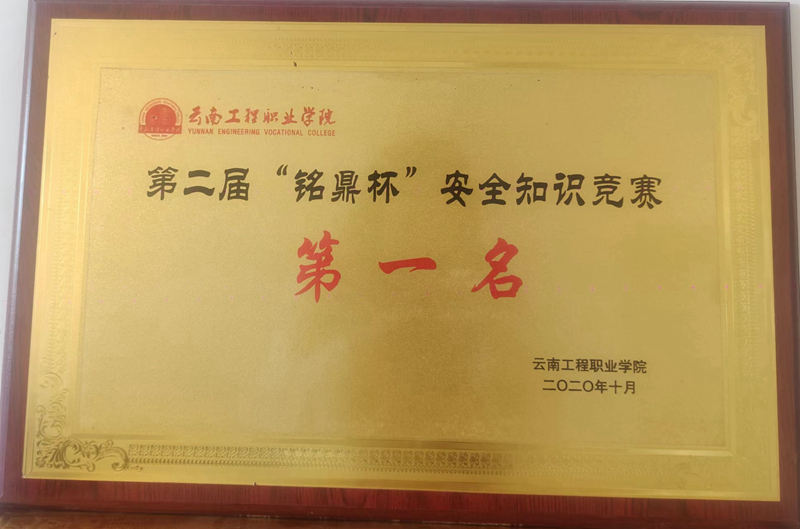 云南工程职业学院
YUNNAN ENGINEERING VOCATIONAL COLLEGE
第二届“铭鼎杯”安全知识竞赛
第一名
云南工程职业学院
二〇二〇年十月